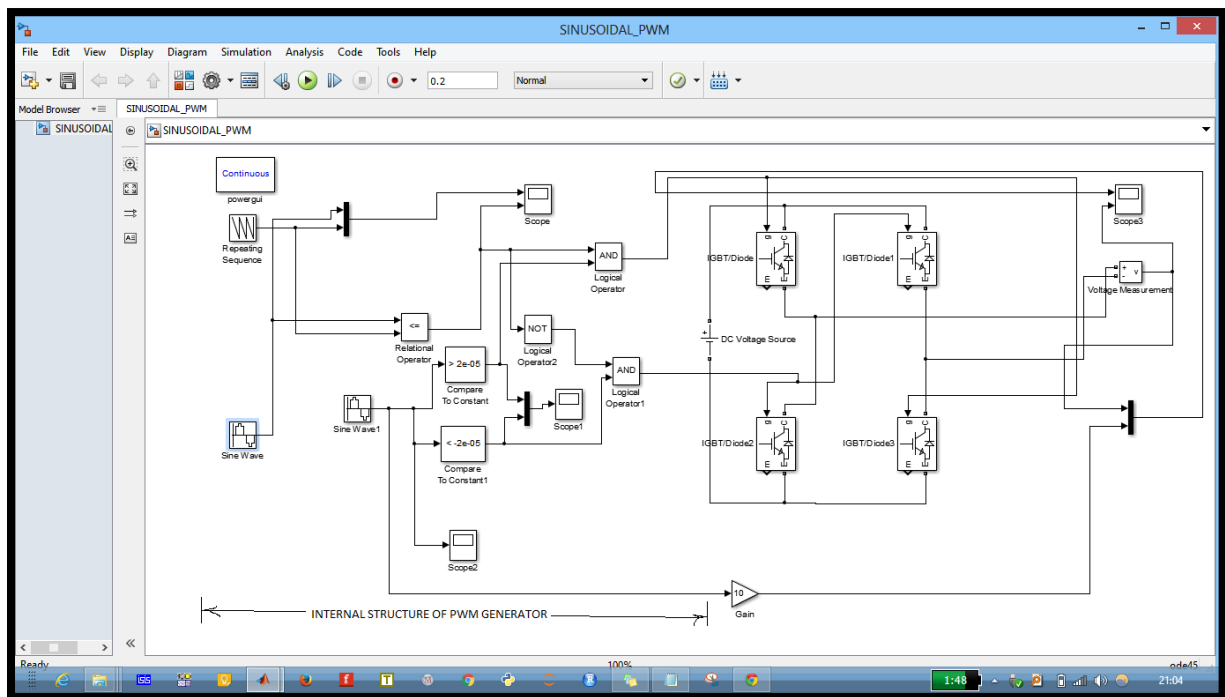 SINUSOIDAL_PWM
File Edit View Display Diagram Simulation Analysis Code Tools Help
0.2
Normal
Model Browser
SINUSOIDAL_PWM
SINUSOIDAL
SINUSOIDAL_PWM
Continuous
powergui
Repeating
Sequence
Scope
Scope3
AND
Logical
Operator
g C
E
IGBT/Diode
g C
E
IGBT/Diode1
+
-
v
Voltage Measurement
<=
Relational
Operator
NOT
Logical
Operator2
+
DC Voltage Source
> 2e-05
Compare
To Constant
AND
Logical
Operator1
Sine Wave1
Scope1
Sine Wave
< -2e-05
Compare
To Constant1
g C
E
IGBT/Diode2
g C
E
IGBT/Diode3
Scope2
10
Gain
INTERNAL STRUCTURE OF PWM GENERATOR
Ready
100%
ode45
ISIS
f
T
1:48
21:04